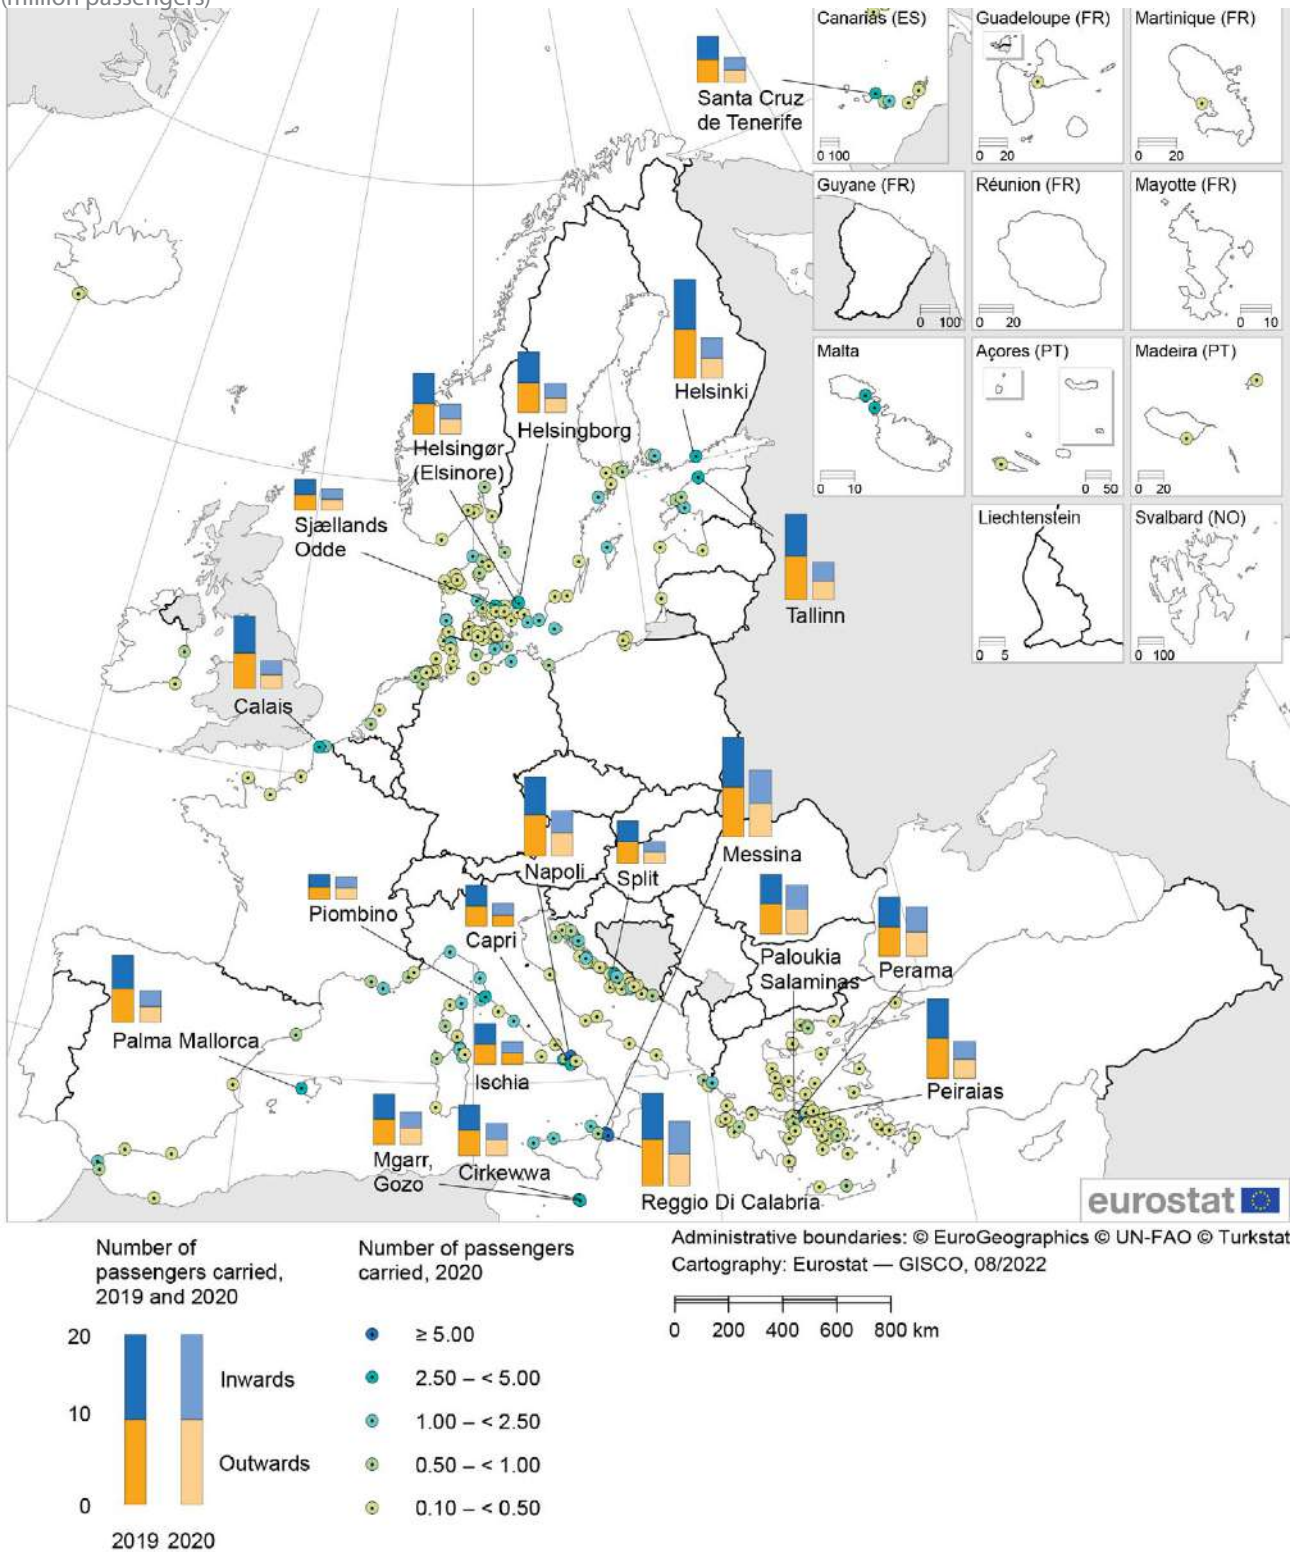 (million passengers)
Canarias (ES)
Guadeloupe (FR)
Martinique (FR)
Santa Cruz
de Tenerife
0 100
0 20
0 20
Guyane (FR)
Réunion (FR)
Mayotte (FR)
0 100
0 20
0 10
Malta
Açores (PT)
Madeira (PT)
Helsinki
Helsingborg
Helsingør
(Elsinore)
0 10
0 50
0 20
Sjællands
Odde
Liechtenstein
Svalbard (NO)
Tallinn
0 5
0 100
Calais
Messina
Napoli
Split
Piombino
Capri
Paloukia
Salaminas
Perama
Palma Mallorca
Ischia
Peiraias
Mgarr,
Gozo
Cirkewwa
Reggio Di Calabria
eurostat
Administrative boundaries: © EuroGeographics © UN-FAO © Turkstat
Cartography: Eurostat — GISCO, 08/2022
0 200 400 600 800 km
Number of
passengers carried,
2019 and 2020
20
Inwards
10
Outwards
0
2019 2020
Number of passengers
carried, 2020
≥ 5.00
2.50 – < 5.00
1.00 – < 2.50
0.50 – < 1.00
0.10 – < 0.50